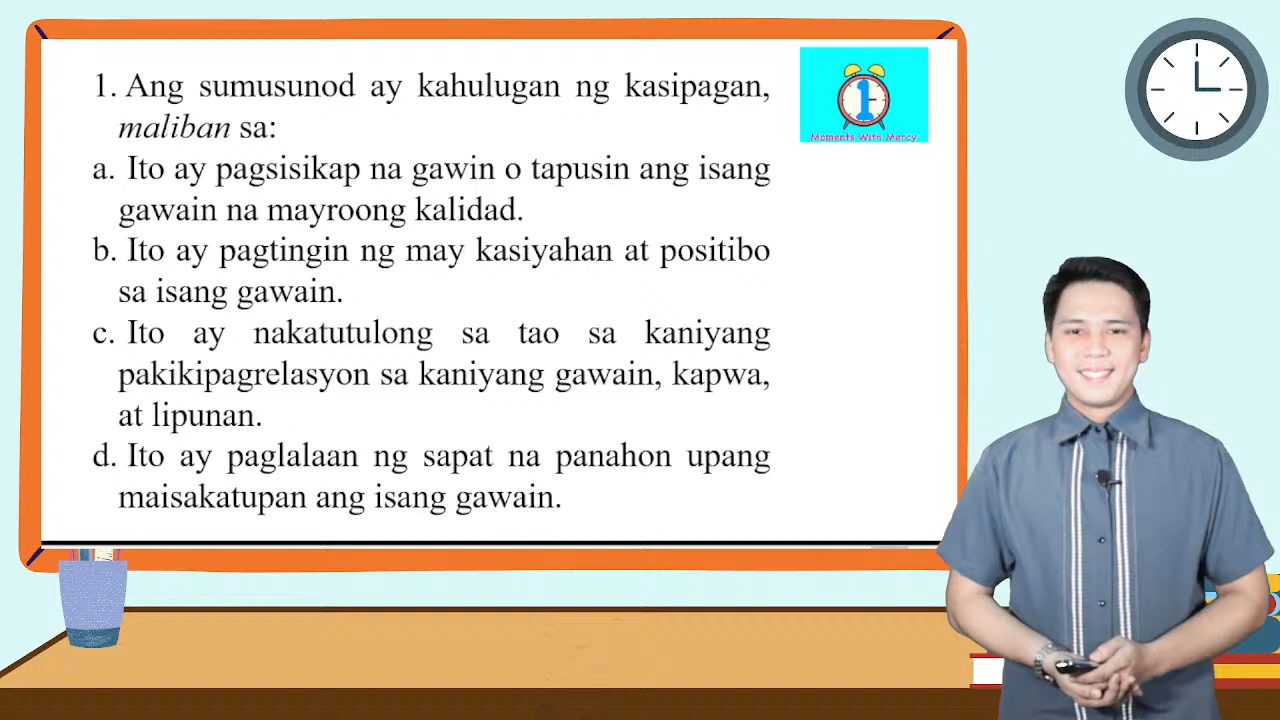 1. Ang sumusunod ay kahulugan ng kasipagan,
maliban sa:
a. Ito ay pagsisikap na gawin o tapusin ang isang
gawain na mayroong kalidad.
b. Ito ay pagtingin ng may kasiyahan at positibo
sa isang gawain.
c. Ito ay nakatutulong sa tao sa kaniyang
pakikipagrelasyon sa kaniyang gawain, kapwa,
at lipunan.
d. Ito ay paglalaan ng sapat na panahon upang
maisakatupan ang isang gawain.
1
Moments With Mercy